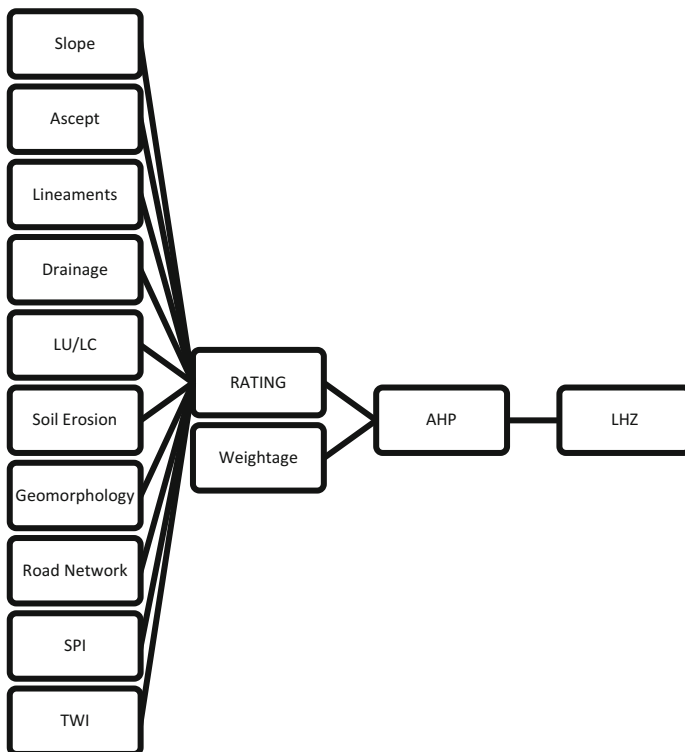 Slope
Ascept
Lineaments
Drainage
LU/LC
Soil Erosion
Geomorphology
Road Network
SPI
TWI
RATING
Weightage
AHP
LHZ